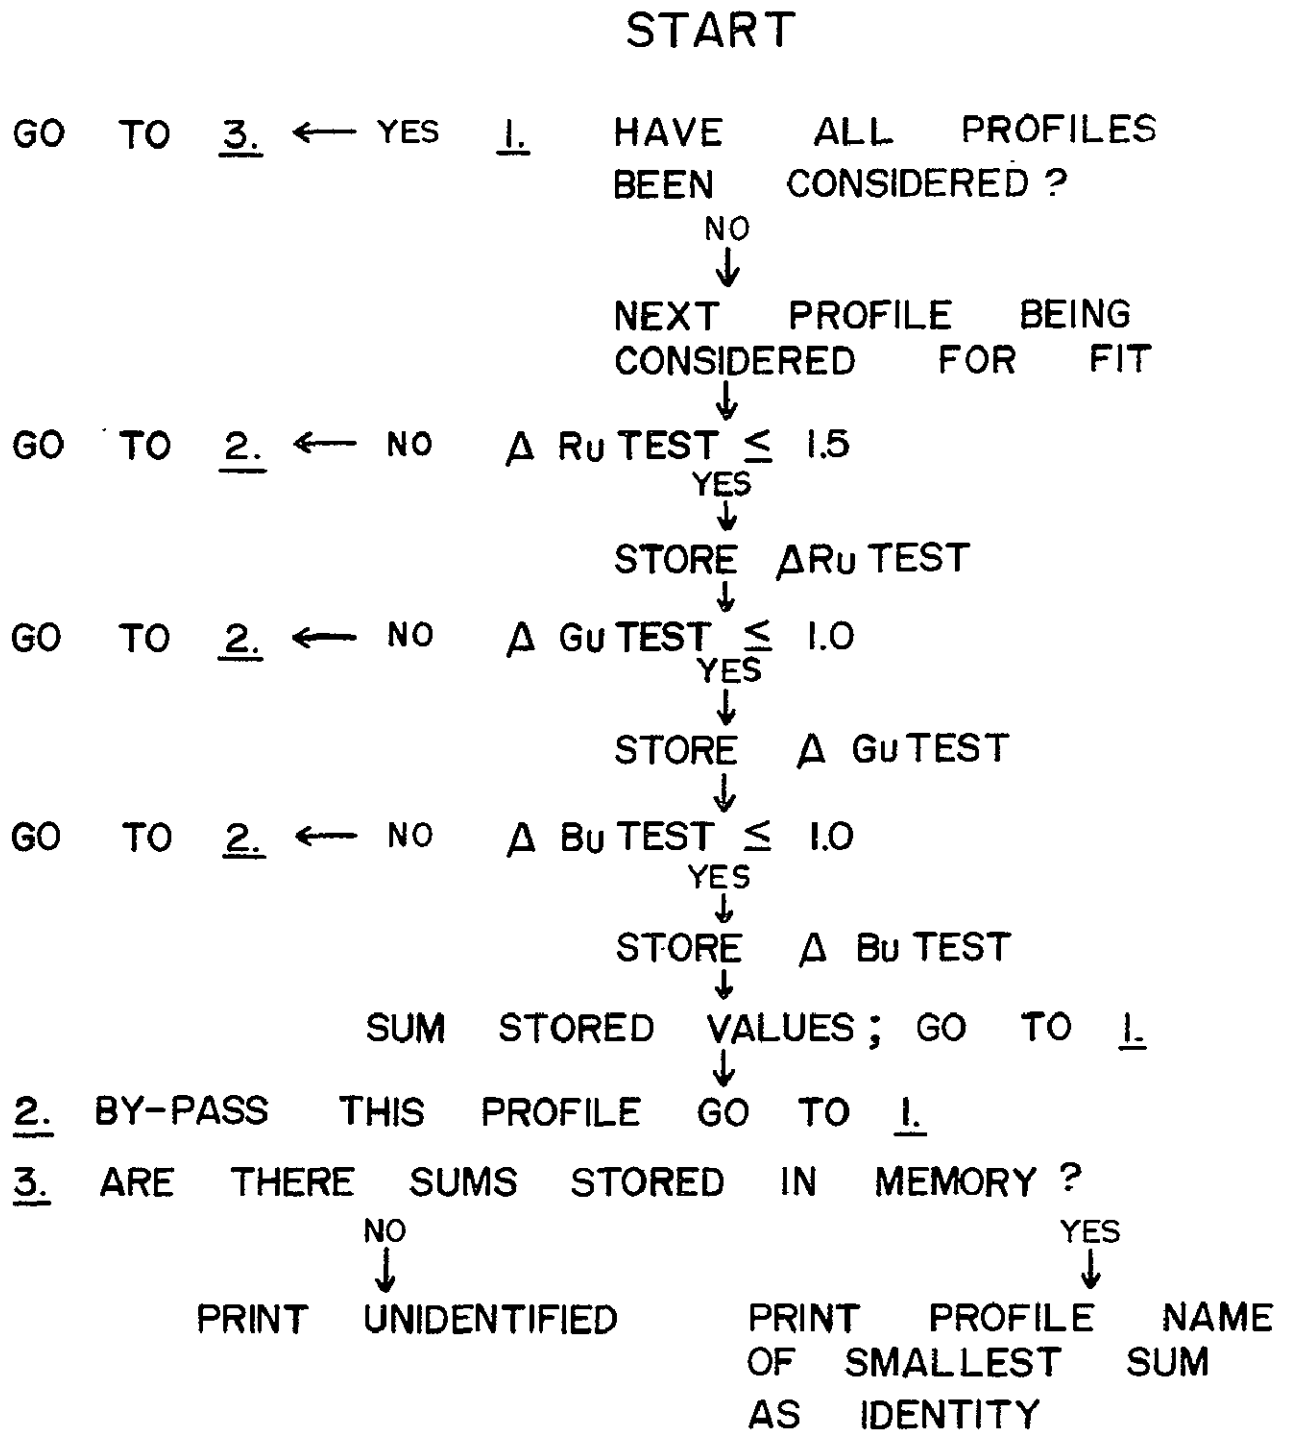 START
GO TO 3. ← YES 1. HAVE ALL PROFILES
BEEN CONSIDERED?
NO
NEXT PROFILE BEING
CONSIDERED FOR FIT
GO TO 2. ← NO Δ Ru TEST ≤ 1.5
YES
STORE ΔRu TEST
GO TO 2. ← NO Δ Gu TEST ≤ 1.0
YES
STORE Δ Gu TEST
GO TO 2. ← NO Δ Bu TEST ≤ 1.0
YES
STORE Δ Bu TEST
SUM STORED VALUES; GO TO 1.
2. BY-PASS THIS PROFILE GO TO 1.
3. ARE THERE SUMS STORED IN MEMORY?
NO YES
PRINT UNIDENTIFIED PRINT PROFILE NAME
OF SMALLEST SUM
AS IDENTITY